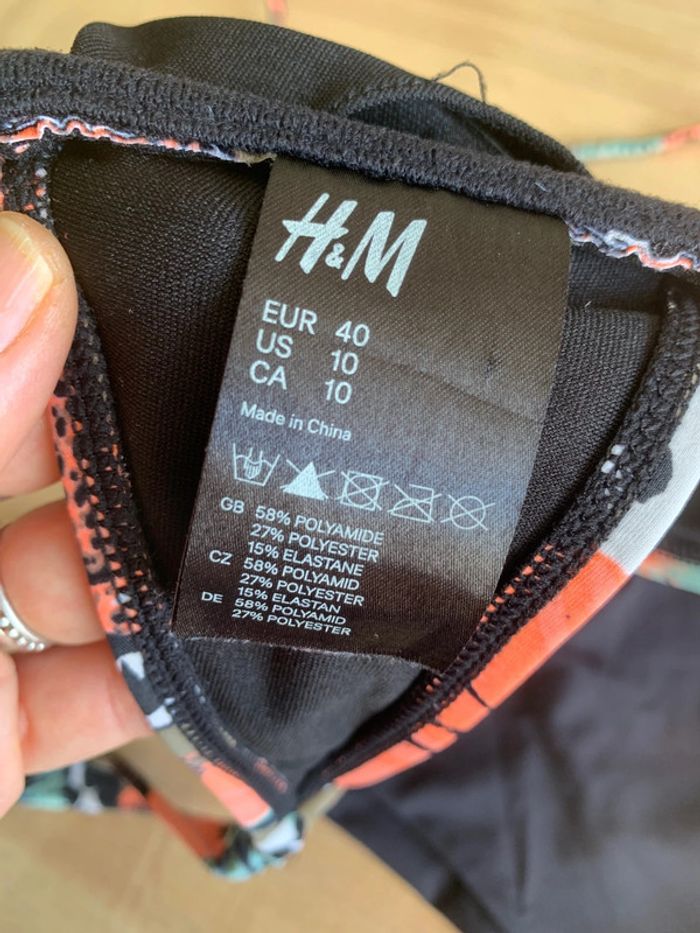 H&M
EUR 40
US 10
CA 10
Made in China
GB 58% POLYAMIDE
27% POLYESTER
15% ELASTANE
CZ 58% POLYAMID
27% POLYESTER
15% ELASTAN
DE 58% POLYAMID
27% POLYESTER